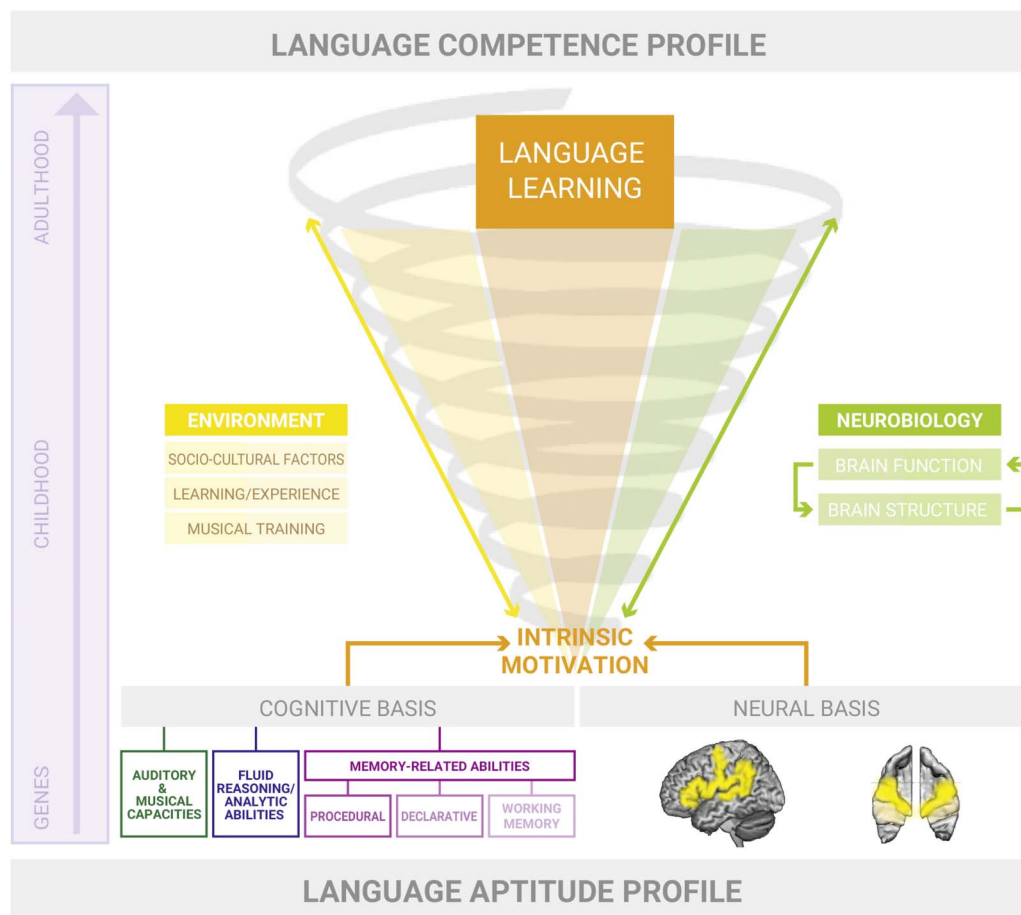 LANGUAGE COMPETENCE PROFILE
ADULTHOOD
CHILDHOOD
GENES
LANGUAGE
LEARNING
ENVIRONMENT
SOCIO-CULTURAL FACTORS
LEARNING/EXPERIENCE
MUSICAL TRAINING
NEUROBIOLOGY
BRAIN FUNCTION
BRAIN STRUCTURE
INTRINSIC
MOTIVATION
COGNITIVE BASIS
NEURAL BASIS
AUDITORY
&
MUSICAL
CAPACITIES
FLUID
REASONING/
ANALYTIC
ABILITIES
MEMORY-RELATED ABILITIES
PROCEDURAL
DECLARATIVE
WORKING
MEMORY
LANGUAGE APTITUDE PROFILE